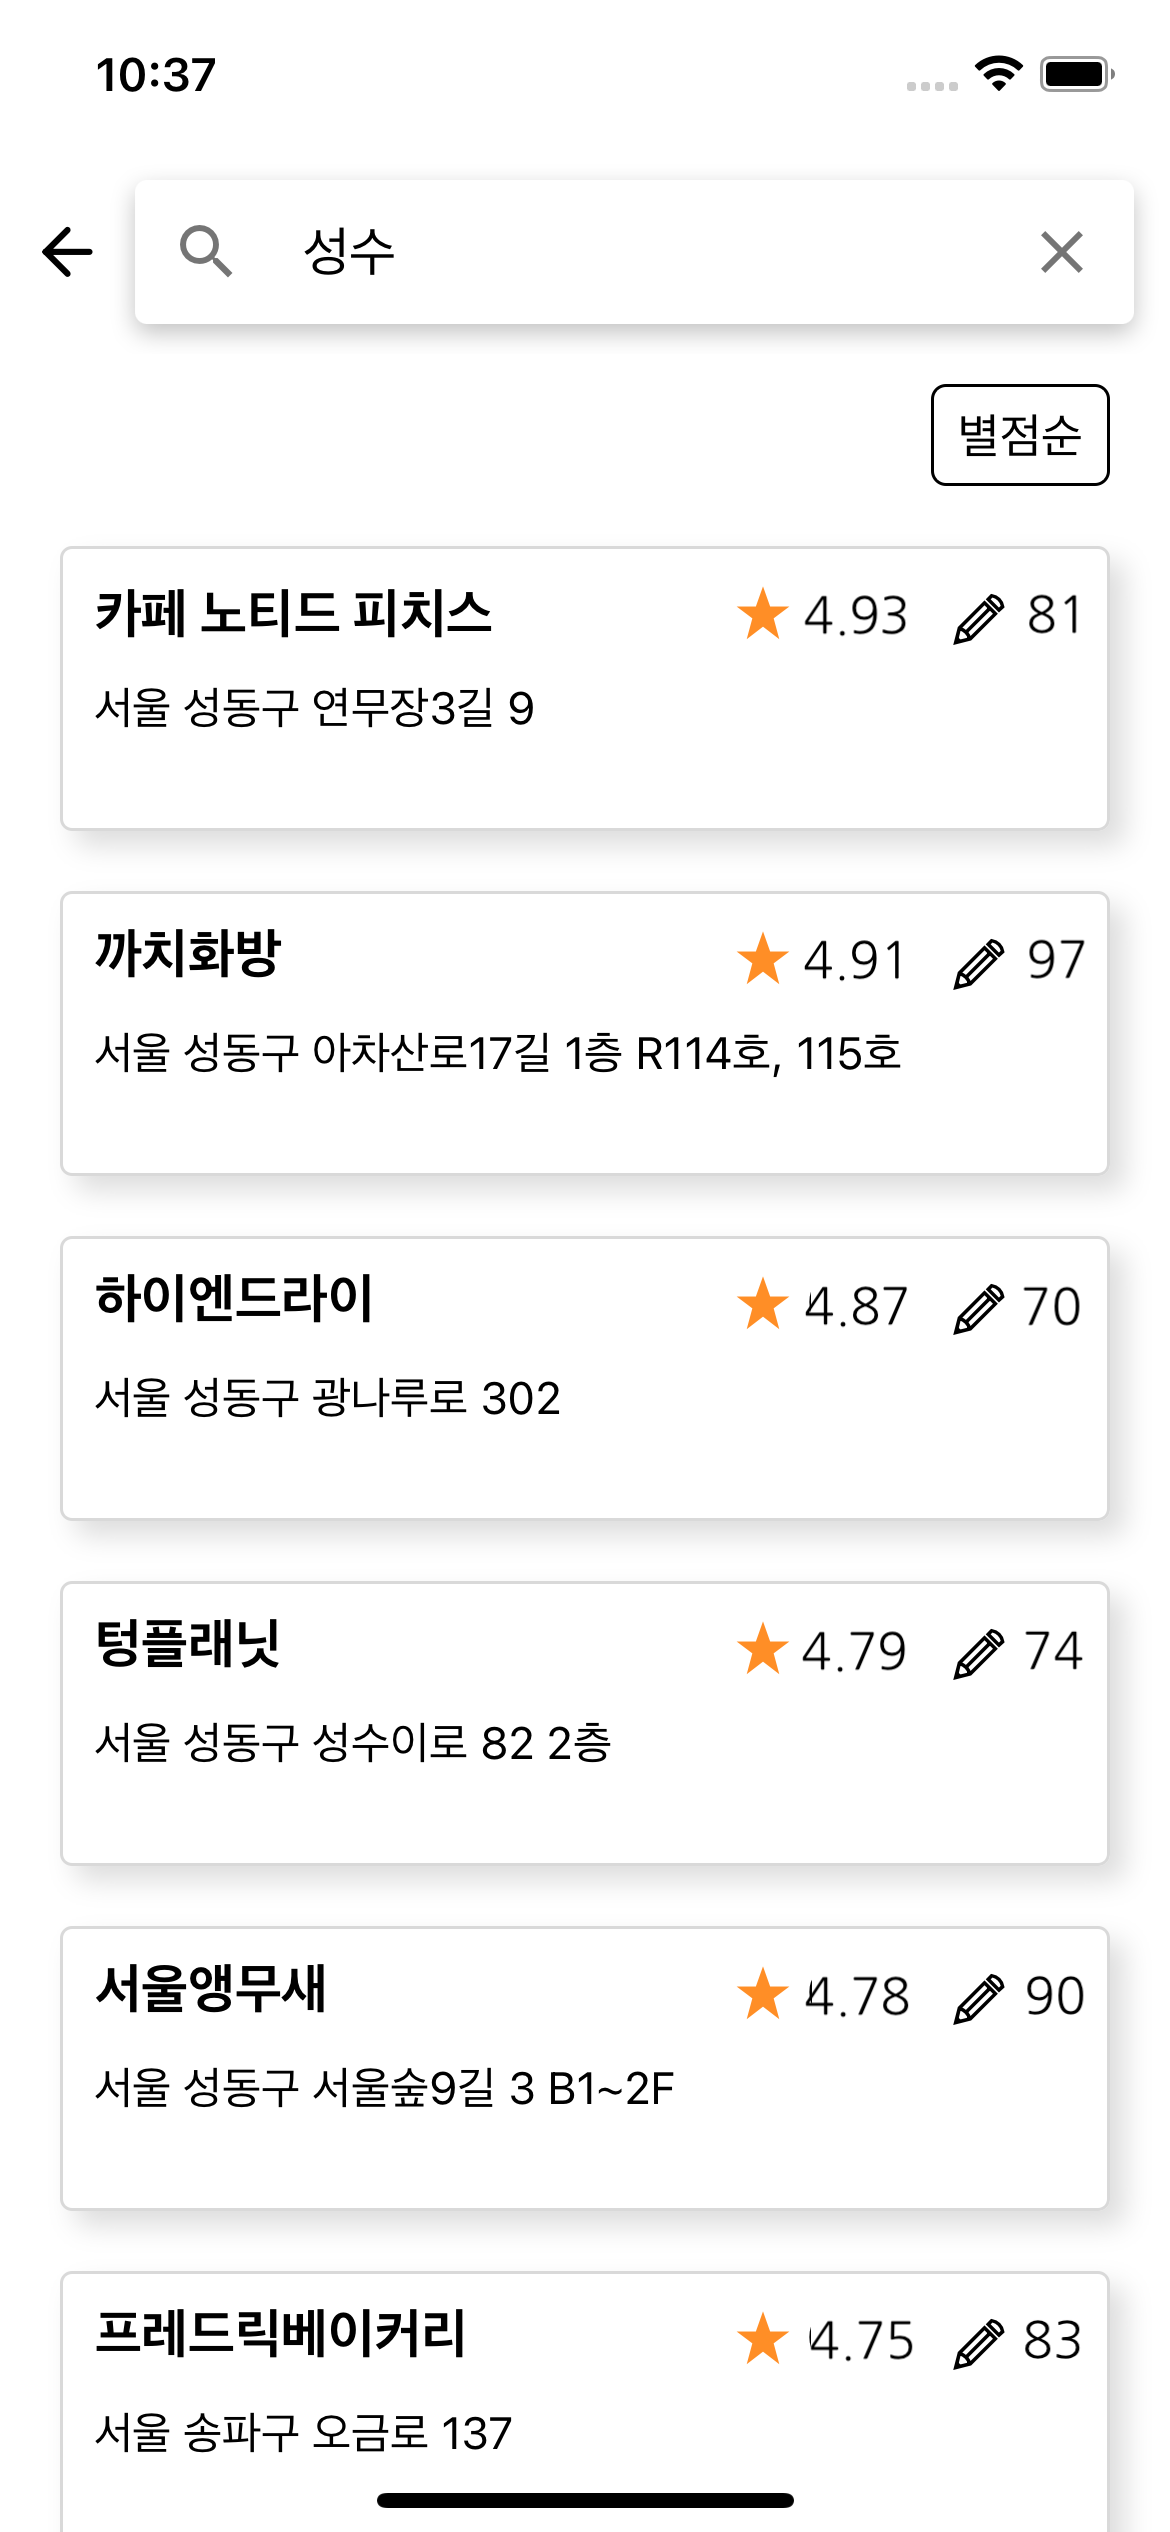 10:37
성수
별점순
카페 노티드 피치스 4.93 81
서울 성동구 연무장3길 9
까치화방 4.91 97
서울 성동구 아차산로17길 1층 R114호, 115호
하이엔드라이 4.87 70
서울 성동구 광나루로 302
텅플래닛 4.79 74
서울 성동구 성수이로 82 2층
서울앵무새 4.78 90
서울 성동구 서울숲9길 3 B1~2F
프레드릭베이커리 4.75 83
서울 송파구 오금로 137